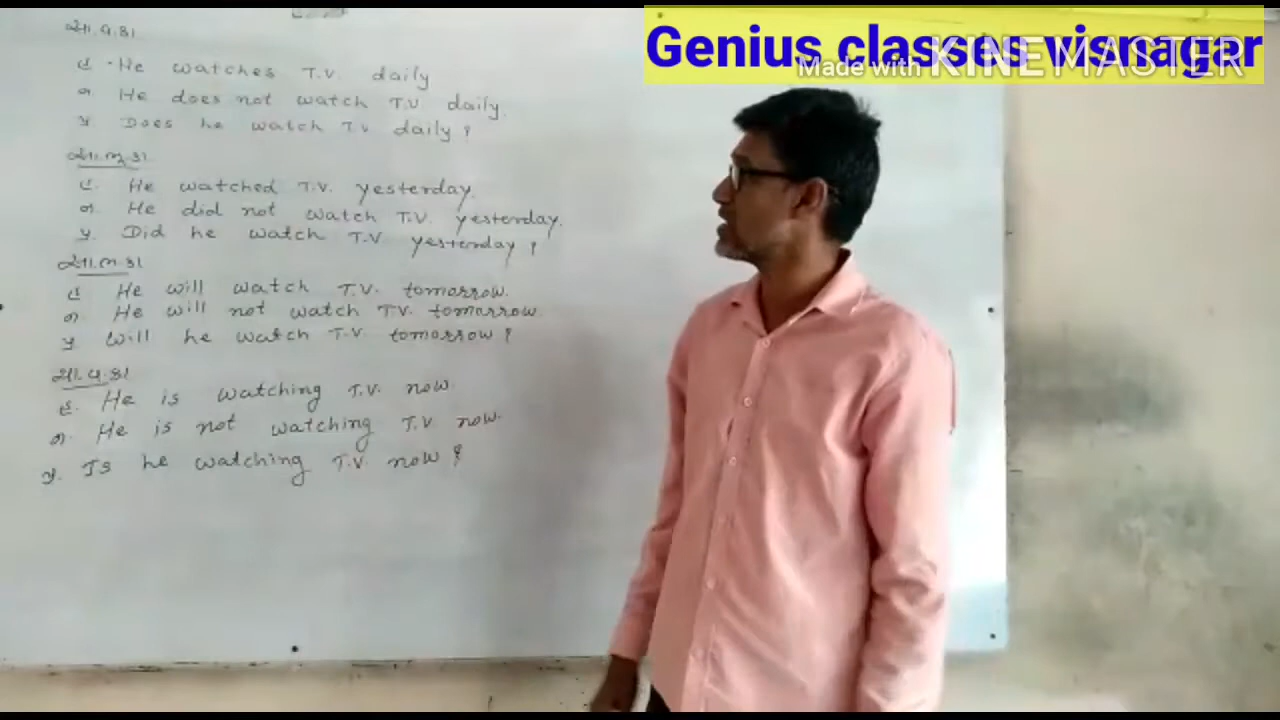 Genius classis visnagar
Made with KINEMASTER
સા.વ.કા.
હ. He watches T.V. daily
ન. He does not watch T.V. daily.
પ્ર. Does he watch T.V. daily ?
સા.ભૂ.કા.
હ. He watched T.V. yesterday.
ન. He did not watch T.V. yesterday.
પ્ર. Did he watch T.V. yesterday ?
સા.ભ.કા
હ. He will watch T.V. tomorrow.
ન. He will not watch T.V. tomorrow.
પ્ર. Will he watch T.V. tomorrow ?
ચા.વ.કા
હ. He is watching T.V. now.
ન. He is not watching T.V. now.
પ્ર. Is he watching T.V. now ?